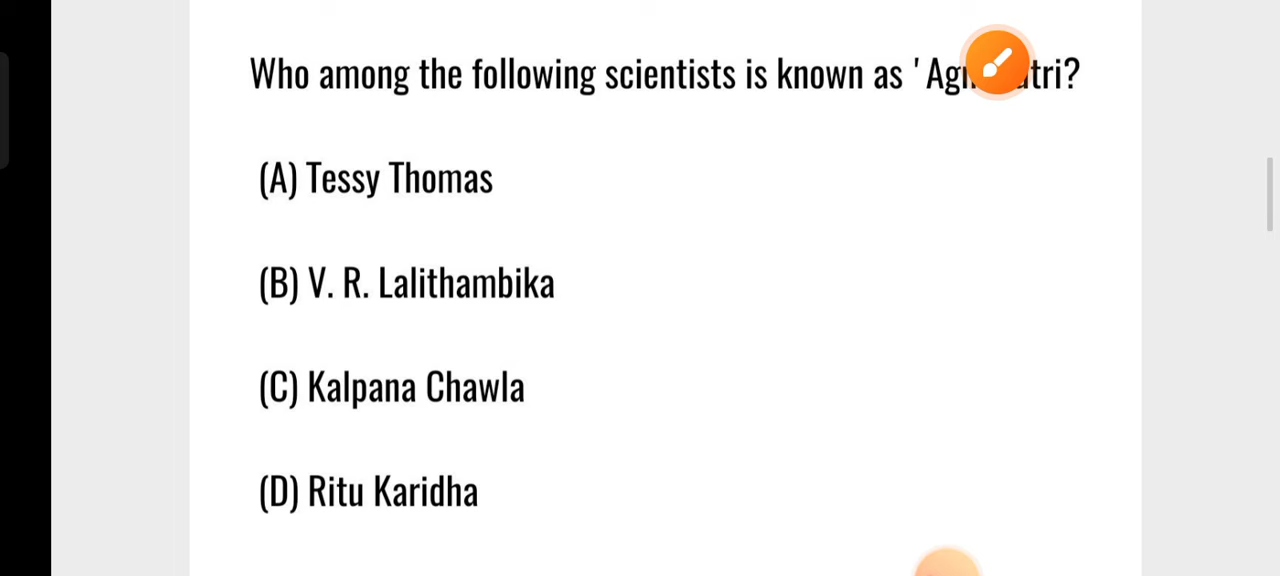 Who among the following scientists is known as '
(A) Tessy Thomas
(B) V. R. Lalithambika
(C) Kalpana Chawla
(D) Ritu Karidha